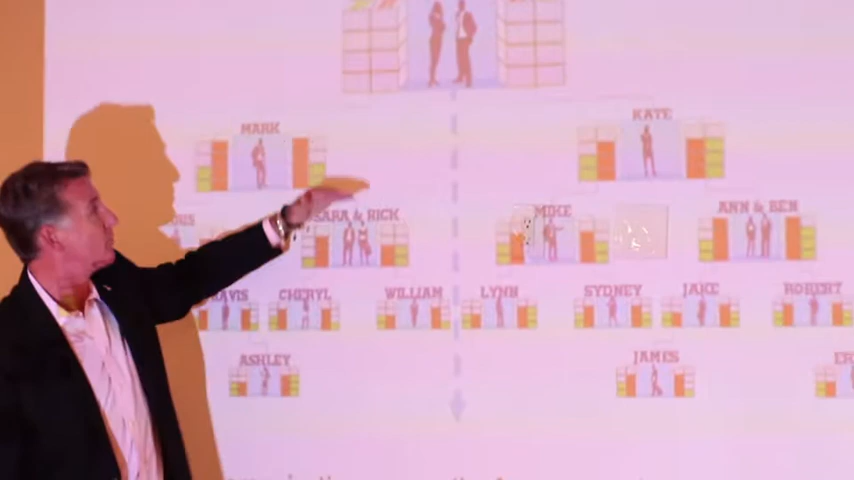 MARK
KATE
SARA & RICK
MIKE
ANN & BEN
CHERYL
WILLIAM
LYNN
SYDNEY
JAKE
ROBERT
ASHLEY
JAMES